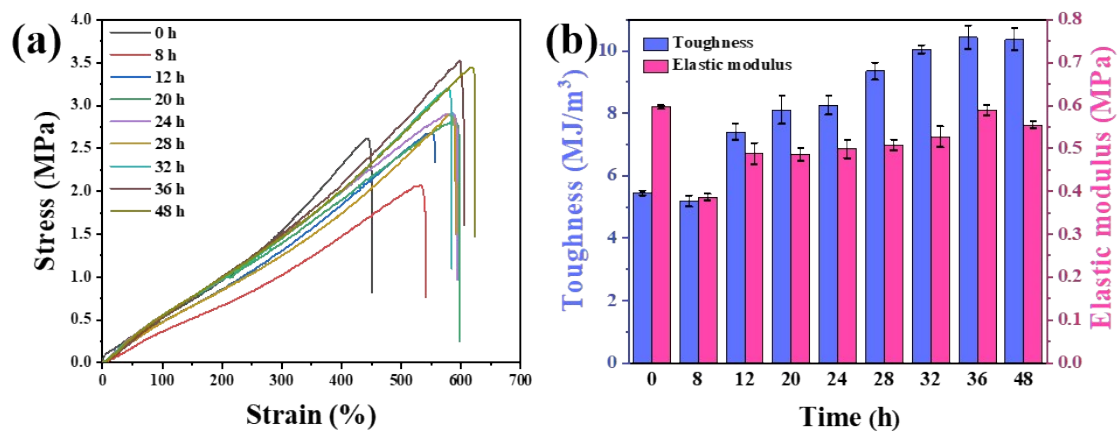 (a)
0 h
8 h
12 h
20 h
24 h
28 h
32 h
36 h
48 h
4.0
3.5
3.0
2.5
2.0
1.5
1.0
0.5
0.0
Stress (MPa)
0 100 200 300 400 500 600 700
Strain (%)
(b)
Toughness
Elastic modulus
10
8
6
4
2
0
Toughness (MJ/m³)
0.8
0.7
0.6
0.5
0.4
0.3
0.2
0.1
0.0
Elastic modulus (MPa)
0 8 12 20 24 28 32 36 48
Time (h)